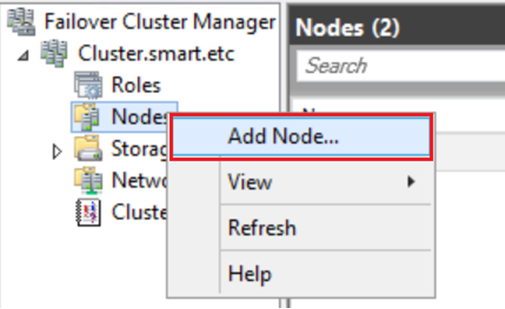 Failover Cluster Manager
Cluster.smart.etc
Roles
Nodes
Storag
Netwo
Cluste
Nodes (2)
Search
Add Node...
View
Refresh
Help